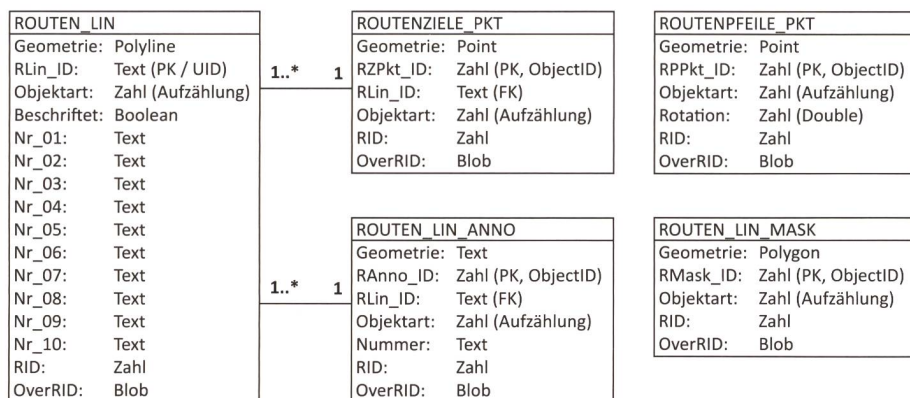 ROUTEN_LIN
Geometrie: Polyline
RLin_ID: Text (PK / UID)
Objektart: Zahl (Aufzählung)
Beschriftet: Boolean
Nr_01: Text
Nr_02: Text
Nr_03: Text
Nr_04: Text
Nr_05: Text
Nr_06: Text
Nr_07: Text
Nr_08: Text
Nr_09: Text
Nr_10: Text
RID: Zahl
OverRID: Blob
1..* 1
ROUTENZIELE_PKT
Geometrie: Point
RZPkt_ID: Zahl (PK, ObjectID)
RLin_ID: Text (FK)
Objektart: Zahl (Aufzählung)
RID: Zahl
OverRID: Blob
ROUTENPFEILE_PKT
Geometrie: Point
RPPkt_ID: Zahl (PK, ObjectID)
Objektart: Zahl (Aufzählung)
Rotation: Zahl (Double)
RID: Zahl
OverRID: Blob
1..* 1
ROUTEN_LIN_ANNO
Geometrie: Text
RAnno_ID: Zahl (PK, ObjectID)
RLin_ID: Text (FK)
Objektart: Zahl (Aufzählung)
Nummer: Text
RID: Zahl
OverRID: Blob
ROUTEN_LIN_MASK
Geometrie: Polygon
RMask_ID: Zahl (PK, ObjectID)
Objektart: Zahl (Aufzählung)
RID: Zahl
OverRID: Blob